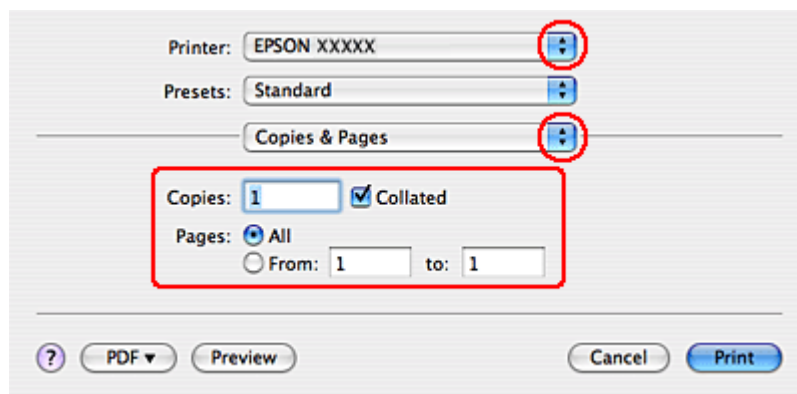 Printer: EPSON XXXXX
Presets: Standard
Copies & Pages
Copies: 1 Collated
Pages: All
From: 1 to: 1
? PDF Preview Cancel Print